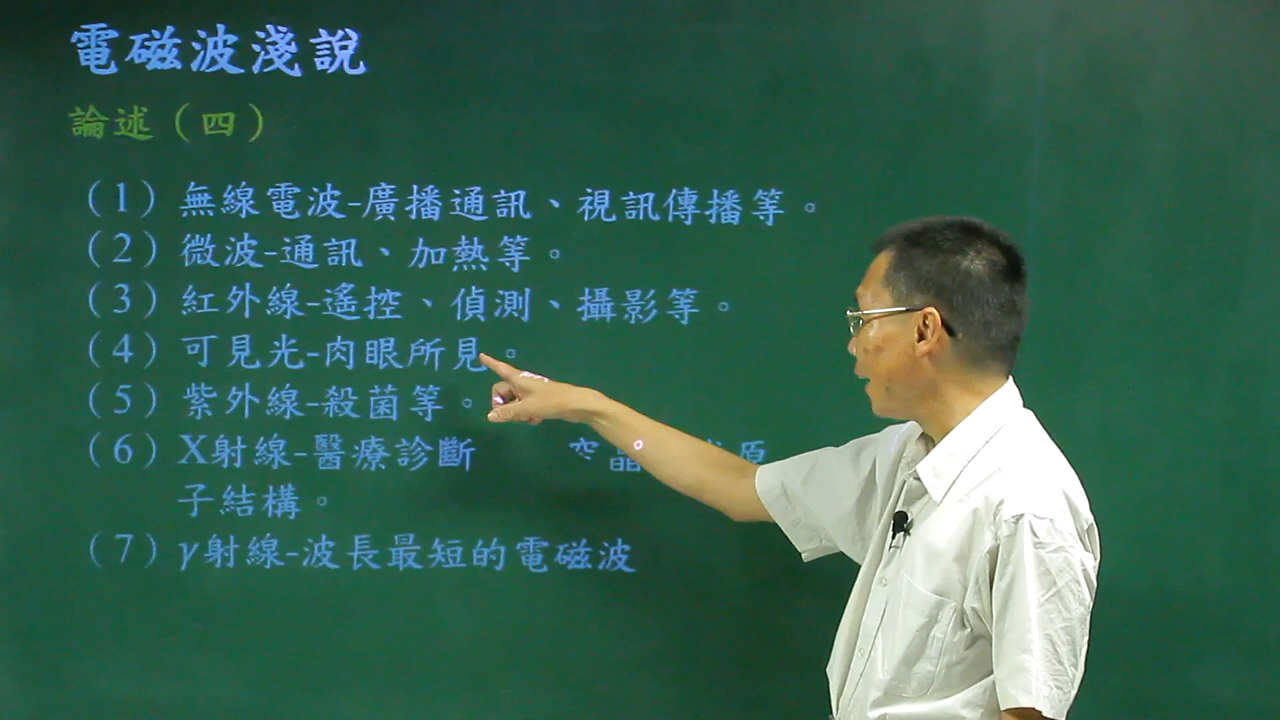 電磁波淺說
論述（四）
（1）無線電波-廣播通訊、視訊傳播等。
（2）微波-通訊、加熱等。
（3）紅外線-遙控、偵測、攝影等。
（4）可見光-肉眼所見。
（5）紫外線-殺菌等。
（6）X射線-醫療診斷 晶 原
子結構。
（7）γ射線-波長最短的電磁波